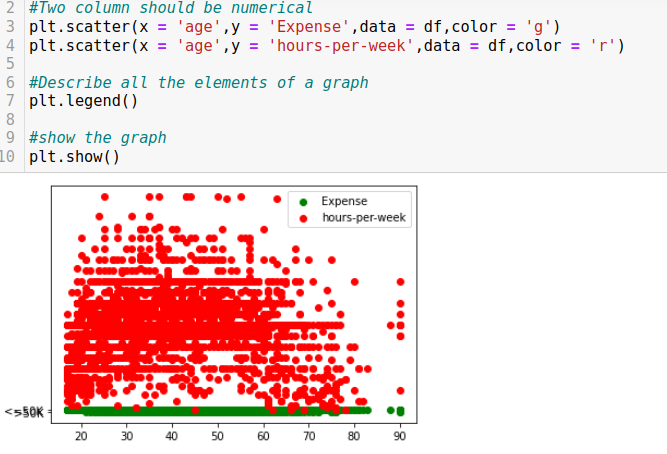 2 #Two column should be numerical
3 plt.scatter(x = 'age',y = 'Expense',data = df,color = 'g')
4 plt.scatter(x = 'age',y = 'hours-per-week',data = df,color = 'r')
5
6 #Describe all the elements of a graph
7 plt.legend()
8
9 #show the graph
10 plt.show()
Expense
hours-per-week
20 30 40 50 60 70 80 90